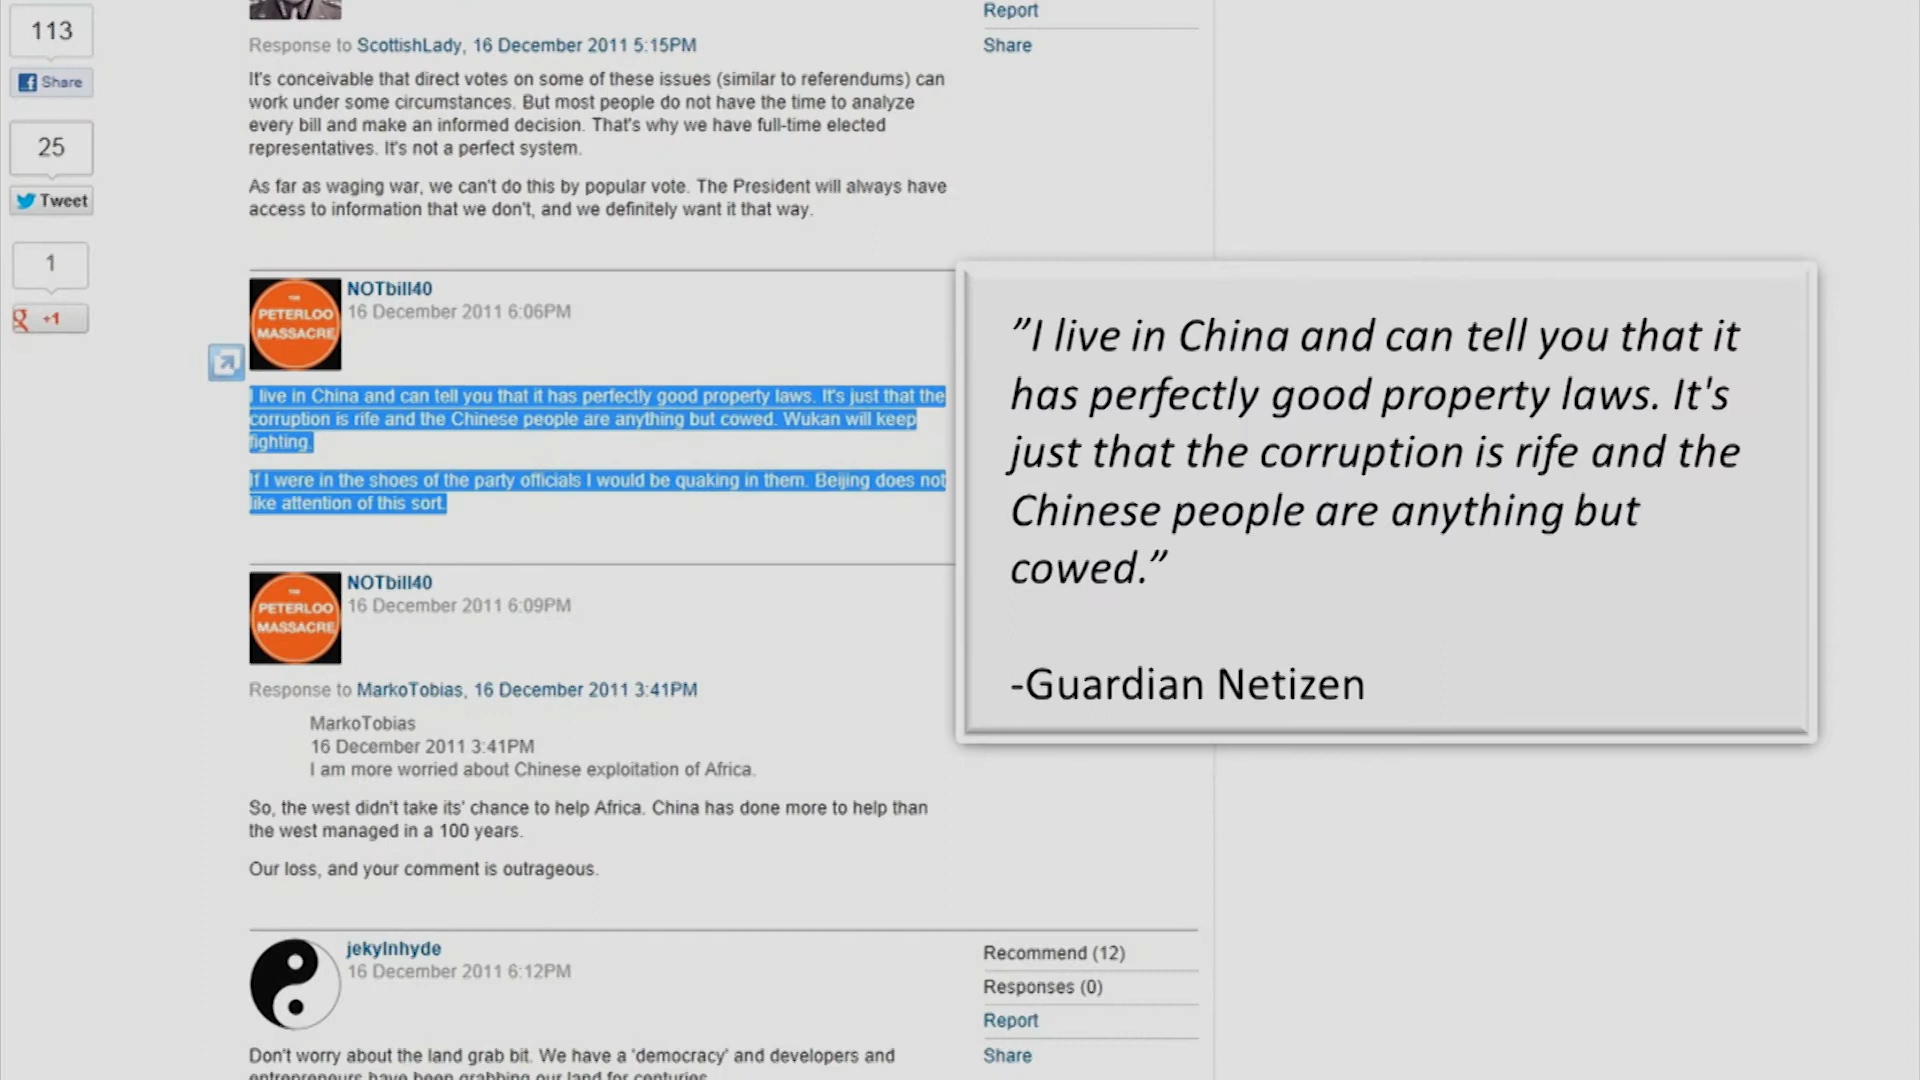 113
Share
25
Tweet
1
+1
Report
Share
Response to ScottishLady, 16 December 2011 5:15PM
It's conceivable that direct votes on some of these issues (similar to referendums) can
work under some circumstances. But most people do not have the time to analyze
every bill and make an informed decision. That's why we have full-time elected
representatives. It's not a perfect system.
As far as waging war, we can't do this by popular vote. The President will always have
access to information that we don't, and we definitely want it that way.
THE
PETERLOO
MASSACRE
NOTbill40
16 December 2011 6:06PM
I live in China and can tell you that it has perfectly good property laws. It's just that the
corruption is rife and the Chinese people are anything but cowed. Wukan will keep
fighting.
If I were in the shoes of the party officials I would be quaking in them. Beijing does not
like attention of this sort.
THE
PETERLOO
MASSACRE
NOTbill40
16 December 2011 6:09PM
Response to MarkoTobias, 16 December 2011 3:41PM
MarkoTobias
16 December 2011 3:41PM
I am more worried about Chinese exploitation of Africa.
So, the west didn't take its' chance to help Africa. China has done more to help than
the west managed in a 100 years.
Our loss, and your comment is outrageous.
jekylnhyde
16 December 2011 6:12PM
Recommend (12)
Responses (0)
Report
Share
Don't worry about the land grab bit. We have a 'democracy' and developers and
entrepreneurs have been grabbing our land for centuries
”I live in China and can tell you that it
has perfectly good property laws. It's
just that the corruption is rife and the
Chinese people are anything but
cowed.”
-Guardian Netizen